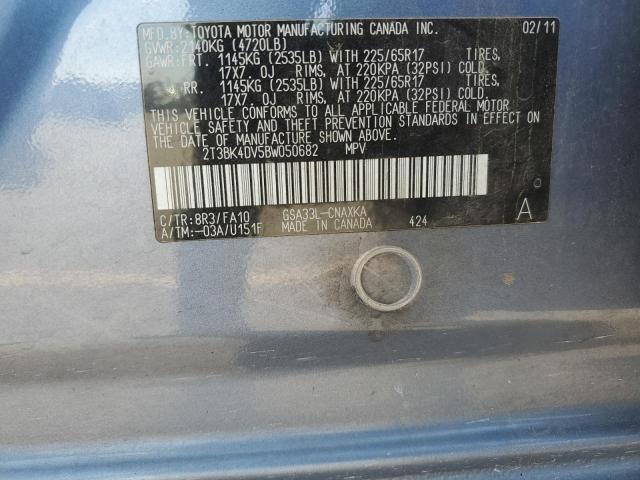 MFD.BY:TOYOTA MOTOR MANUFACTURING CANADA INC. 02/11
GVWR:2140KG (4720LB)
GAWR:FRT. 1145KG (2535LB) WITH 225/65R17 TIRES,
17X7.0J RIMS, AT 220KPA (32PSI) COLD.
RR. 1145KG (2535LB) WITH 225/65R17 TIRES,
17X7.0J RIMS, AT 220KPA (32PSI) COLD.
THIS VEHICLE CONFORMS TO ALL APPLICABLE FEDERAL MOTOR
VEHICLE SAFETY AND THEFT PREVENTION STANDARDS IN EFFECT ON
THE DATE OF MANUFACTURE SHOWN ABOVE.
2T3BK4DV5BW050682 MPV
C/TR:8R3/FA10 GSA33L-CNAXKA A
A/TM:-03A/U151F MADE IN CANADA 424